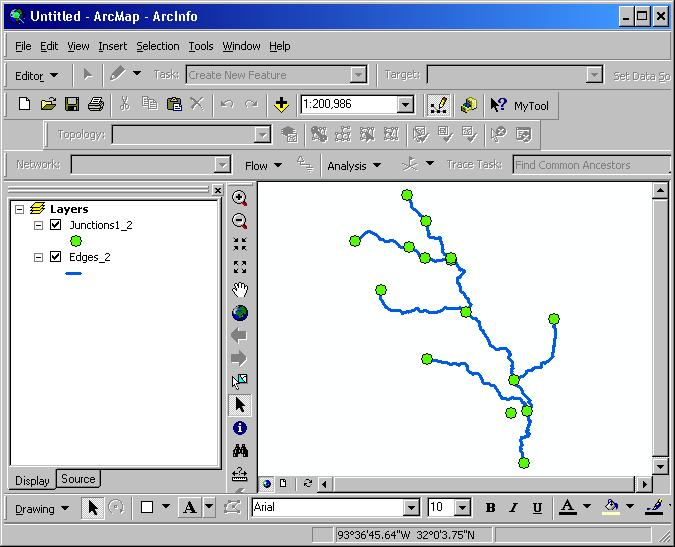 Untitled - ArcMap - ArcInfo
File Edit View Insert Selection Tools Window Help
Editor Task: Create New Feature Target: Set Data So
1:200,986 MyTool
Topology:
Network: Flow Analysis Trace Task: Find Common Ancestors
Layers
Junctions1_2
Edges_2
Display Source
Drawing A Arial 10 B I U A
93°36'45.64"W 32°0'3.75"N